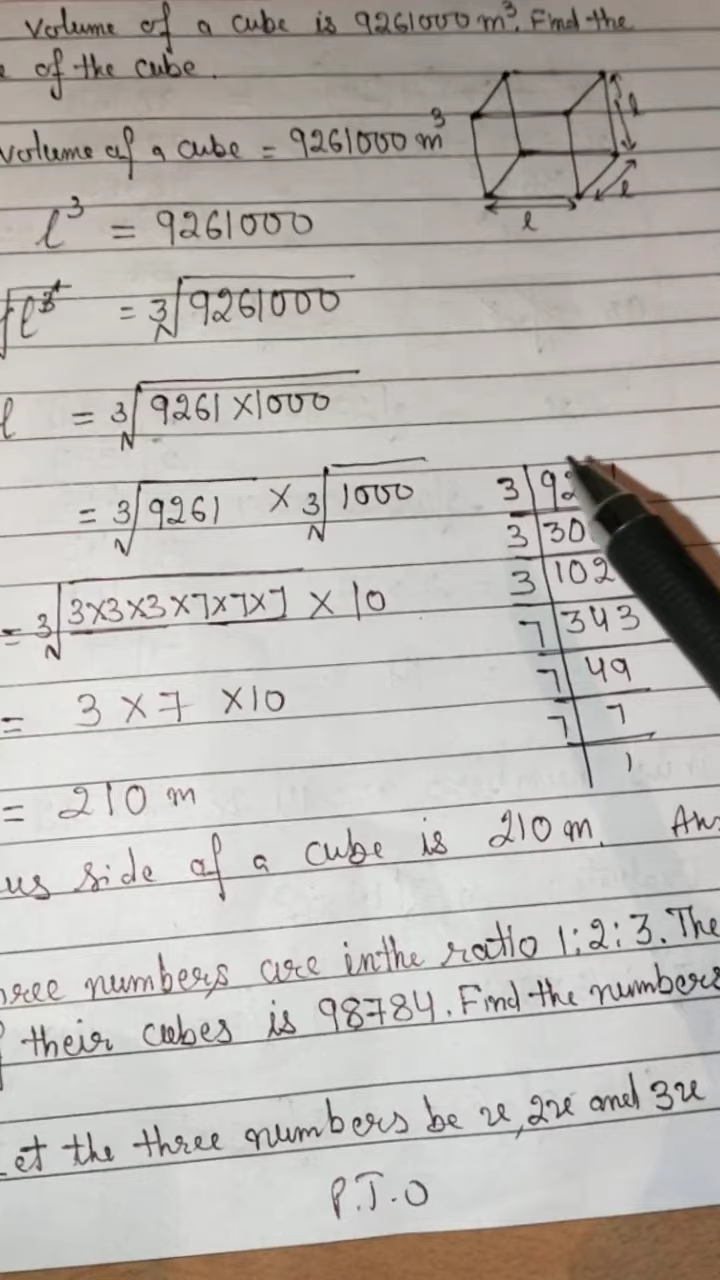 volume of a cube is 9261000 m³. Find the
of the cube.
volume of a cube = 9261000 m³
l
l
l
l³ = 9261000
√l³ = ∛9261000
l = ∛9261 × 1000
= ∛9261 × ∛1000
= ∛3×3×3×7×7×7 × 10
= 3 × 7 × 10
= 210 m
3 | 92
3 | 30
3 | 102
7 | 343
7 | 49
7 | 7
1
us side of a cube is 210 m. Ans
three numbers are in the ratio 1:2:3. The
their cubes is 98784. Find the numbers
Let the three numbers be x, 2x and 3x
P.T.O